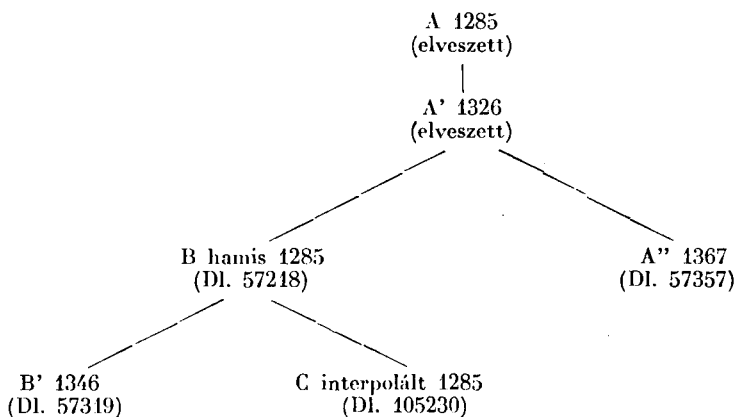 A 1285
(elveszett)
A' 1326
(elveszett)
B hamis 1285
(Dl. 57218)
A'' 1367
(Dl. 57357)
B' 1346
(Dl. 57319)
C interpolált 1285
(Dl. 105230)